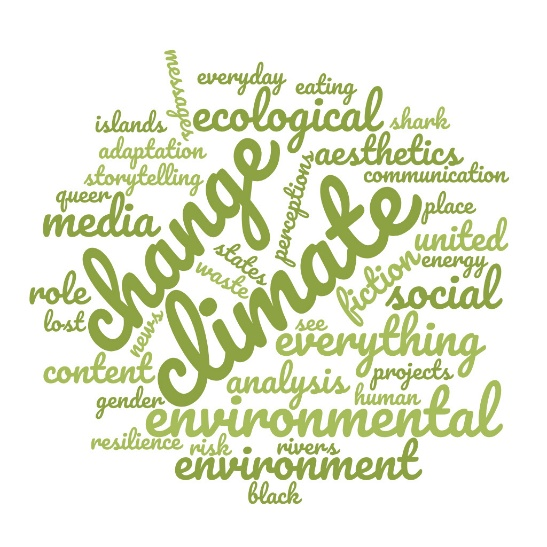 messages
everyday
eating
islands
ecological
shark
adaptation
aesthetics
storytelling
change
perceptions
communication
queer
media
climate
place
states
united
waste
energy
role
fiction
social
lost
news
see
everything
content
analysis
projects
gender
human
environmental
resilience
risk
rivers
environment
black